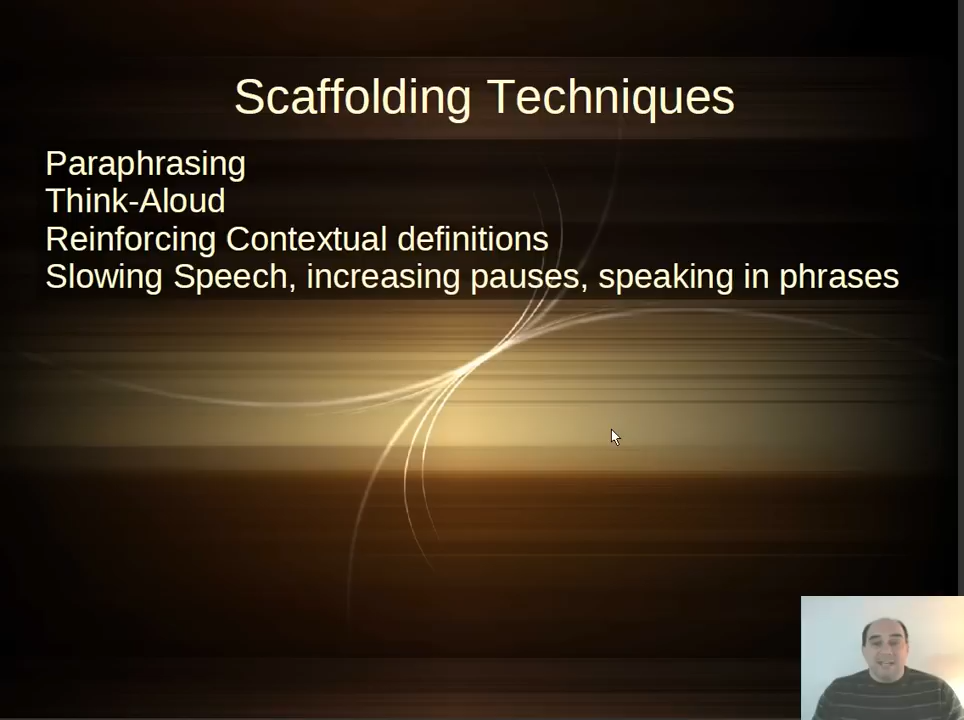 Scaffolding Techniques
Paraphrasing
Think-Aloud
Reinforcing Contextual definitions
Slowing Speech, increasing pauses, speaking in phrases